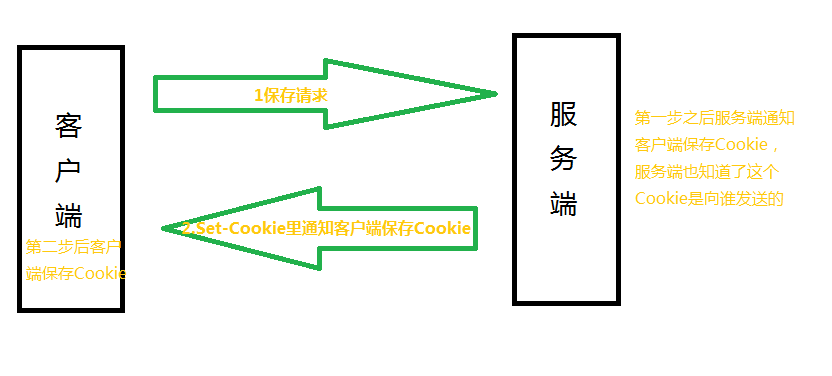 客
户
端
第二步后客户
端保存Cookie
1保存请求
2.Set-Cookie里通知客户端保存Cookie
服
务
端
第一步之后服务端通知
客户端保存Cookie，
服务端也知道了这个
Cookie是向谁发送的